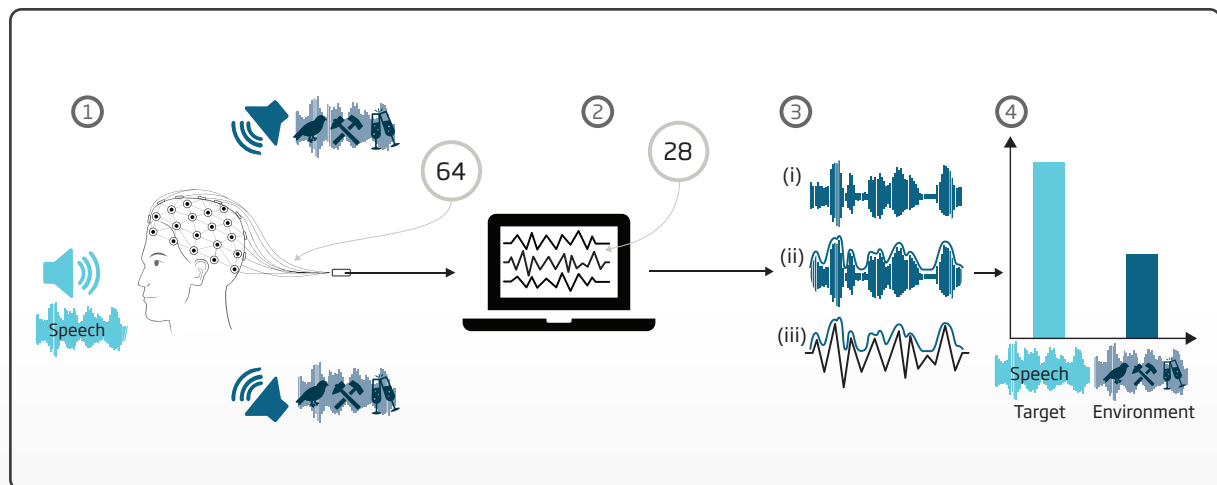 1
2
3
4
64
28
(i)
(ii)
(iii)
Speech
Speech
Target
Environment